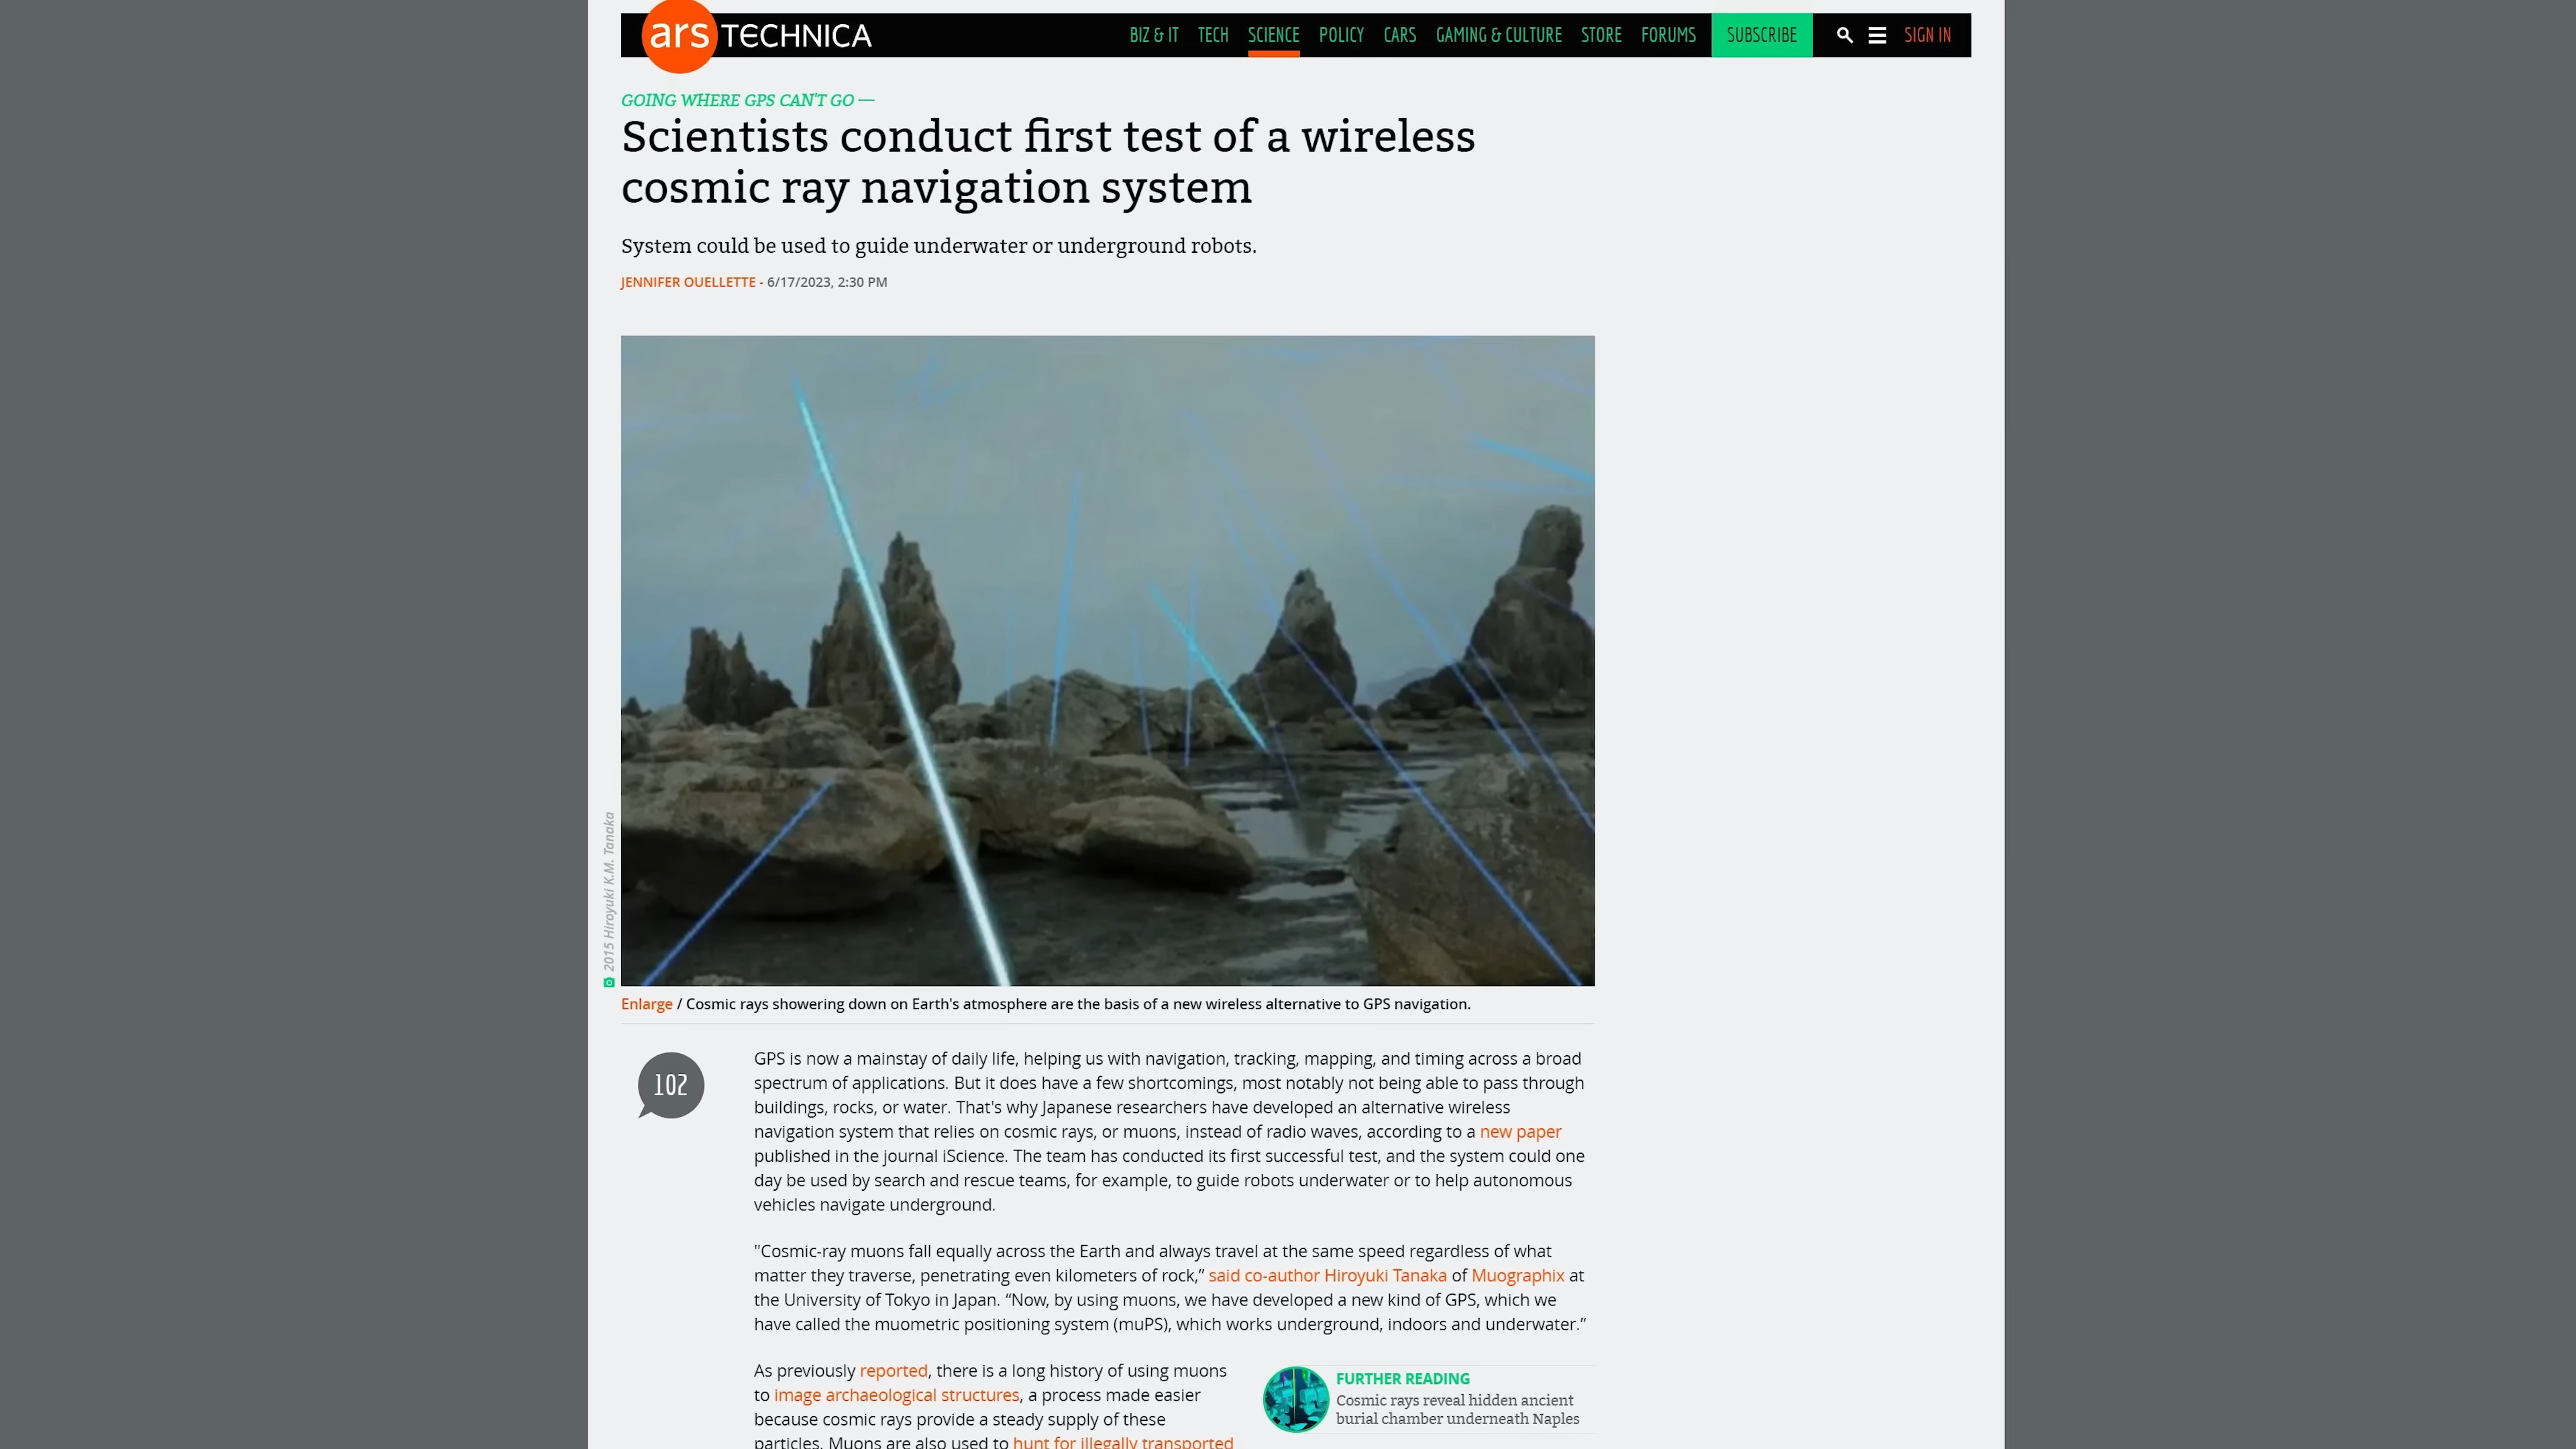 ars TECHNICA
BIZ & IT TECH SCIENCE POLICY CARS GAMING & CULTURE STORE FORUMS SUBSCRIBE SIGN IN
GOING WHERE GPS CAN'T GO —
Scientists conduct first test of a wireless
cosmic ray navigation system
System could be used to guide underwater or underground robots.
JENNIFER OUELLETTE - 6/17/2023, 2:30 PM
2015 Hiroyuki K.M. Tanaka
Enlarge / Cosmic rays showering down on Earth's atmosphere are the basis of a new wireless alternative to GPS navigation.
102
GPS is now a mainstay of daily life, helping us with navigation, tracking, mapping, and timing across a broad
spectrum of applications. But it does have a few shortcomings, most notably not being able to pass through
buildings, rocks, or water. That's why Japanese researchers have developed an alternative wireless
navigation system that relies on cosmic rays, or muons, instead of radio waves, according to a new paper
published in the journal iScience. The team has conducted its first successful test, and the system could one
day be used by search and rescue teams, for example, to guide robots underwater or to help autonomous
vehicles navigate underground.
"Cosmic-ray muons fall equally across the Earth and always travel at the same speed regardless of what
matter they traverse, penetrating even kilometers of rock,” said co-author Hiroyuki Tanaka of Muographix at
the University of Tokyo in Japan. “Now, by using muons, we have developed a new kind of GPS, which we
have called the muometric positioning system (muPS), which works underground, indoors and underwater.”
As previously reported, there is a long history of using muons
to image archaeological structures, a process made easier
because cosmic rays provide a steady supply of these
particles. Muons are also used to hunt for illegally transported
FURTHER READING
Cosmic rays reveal hidden ancient
burial chamber underneath Naples